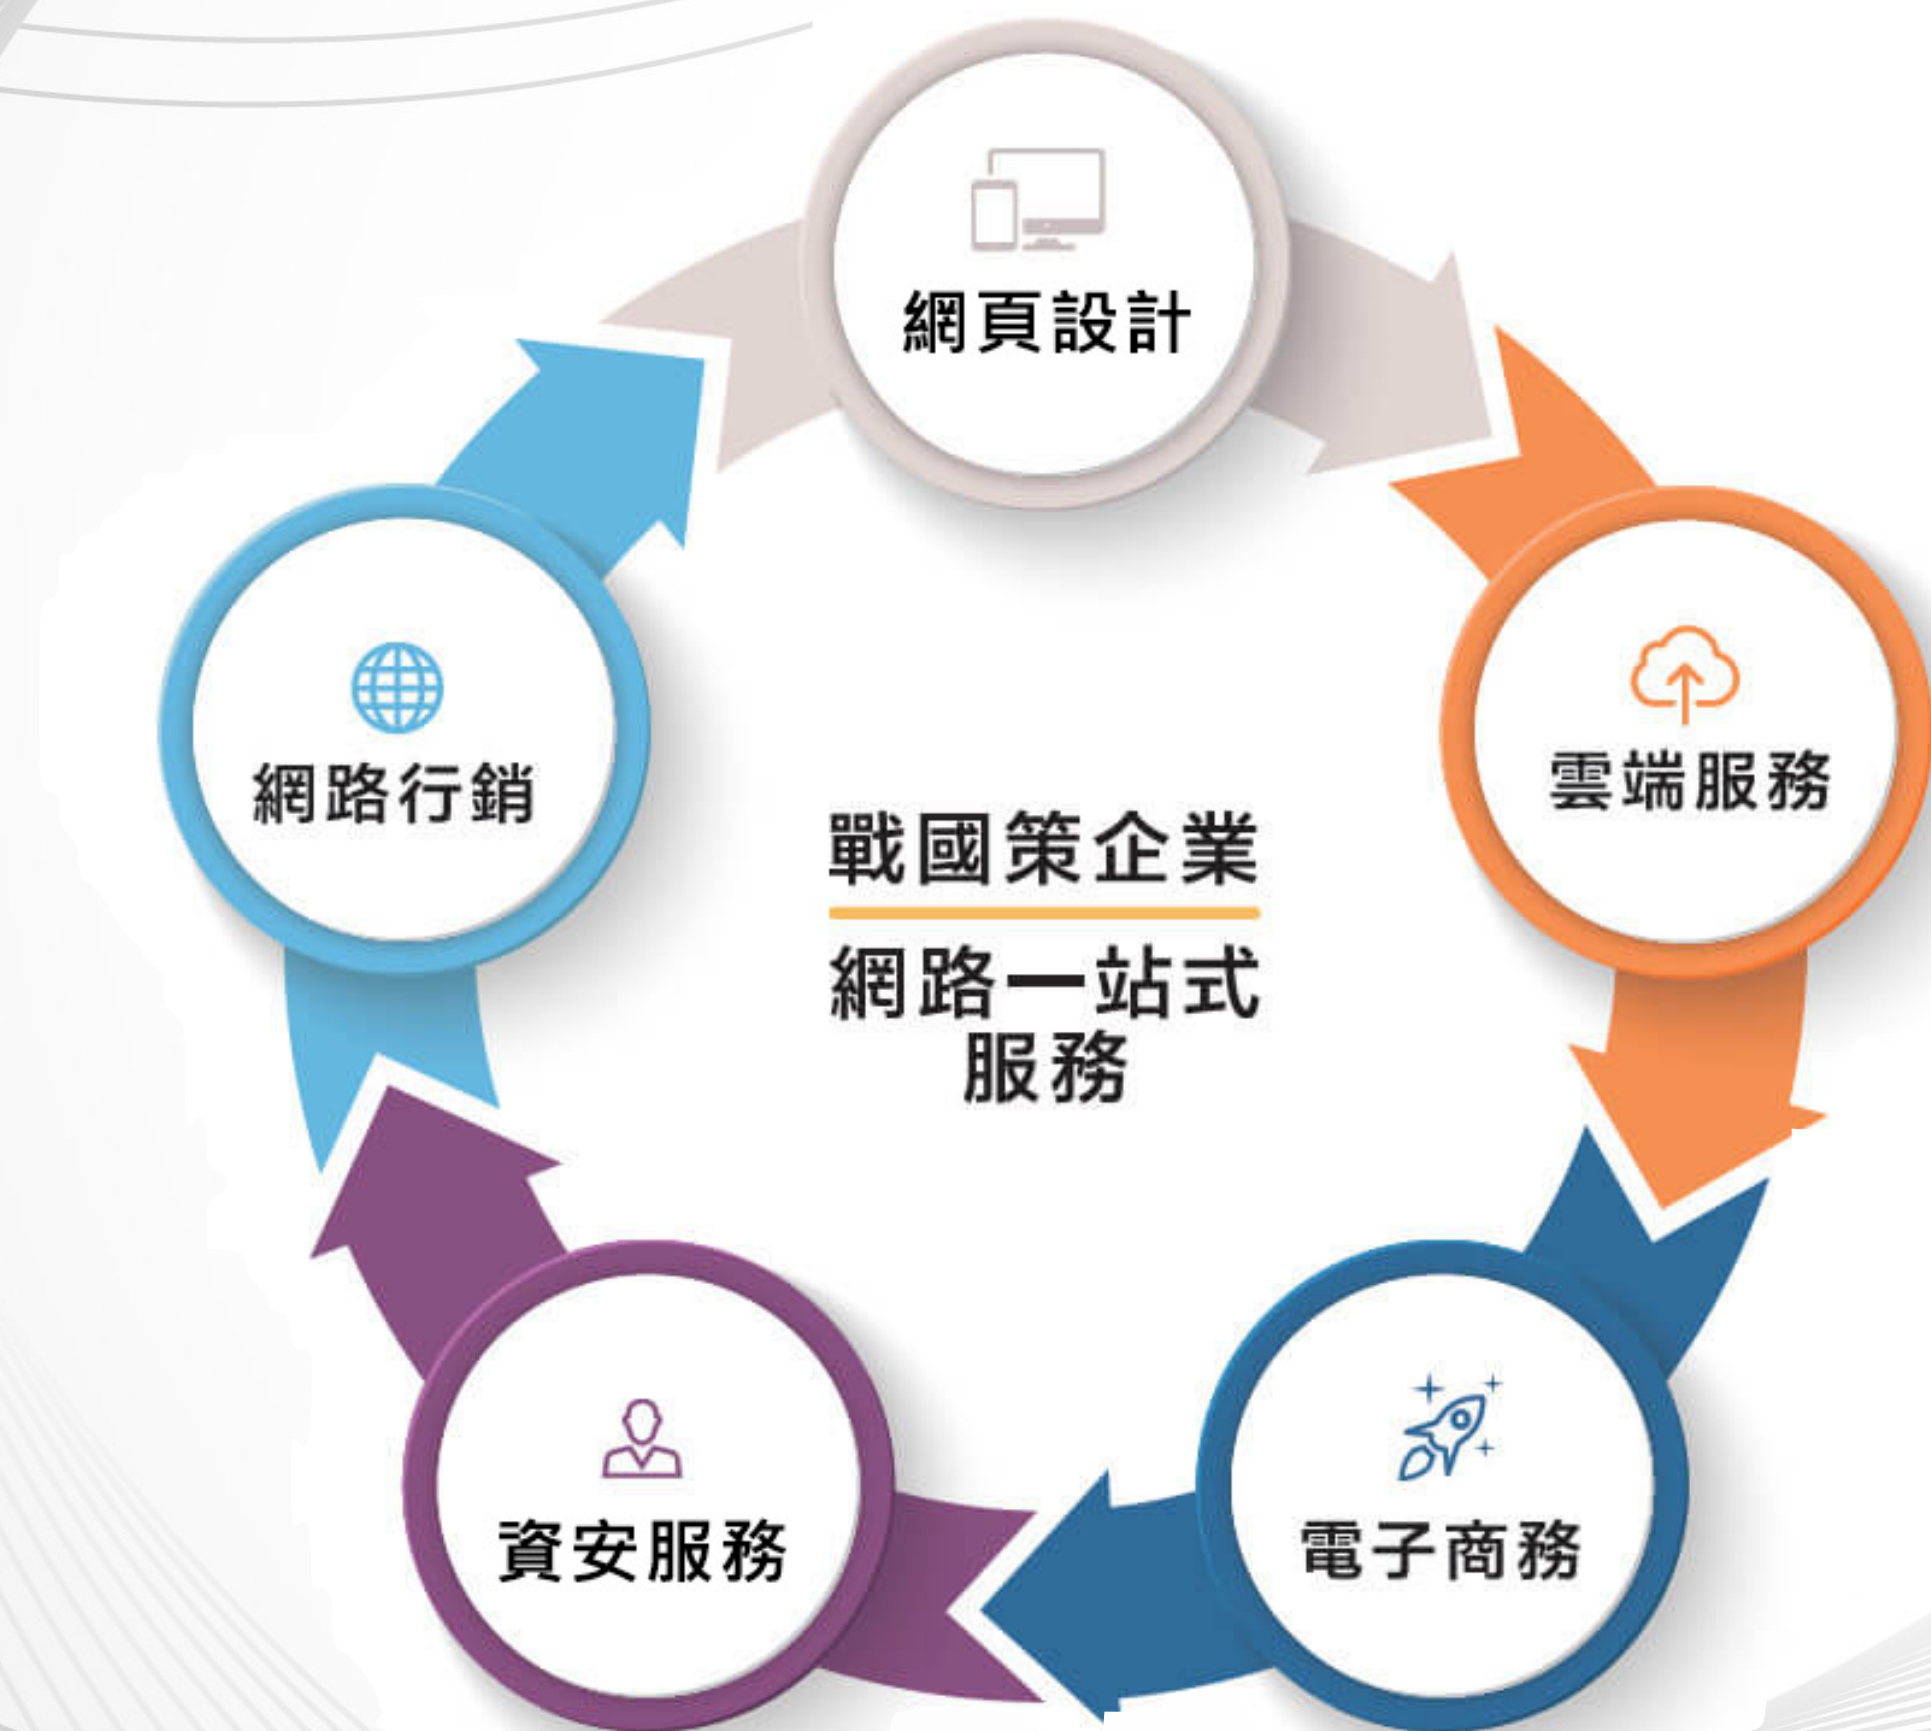 網頁設計
雲端服務
網路行銷
戰國策企業
網路一站式
服務
資安服務
電子商務